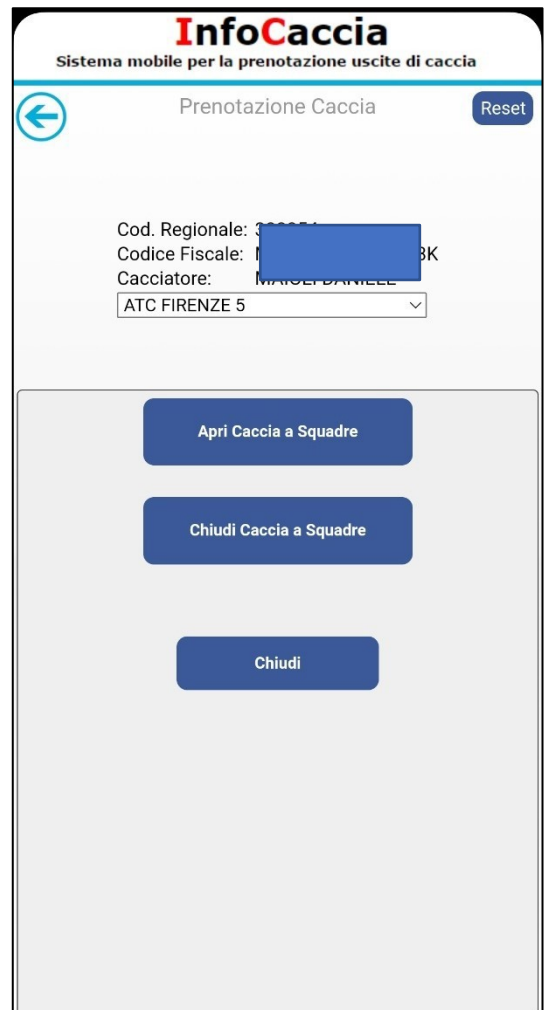 InfoCaccia
Sistema mobile per la prenotazione uscite di caccia
Prenotazione Caccia
Reset
Cod. Regionale:
Codice Fiscale:
Cacciatore:
ATC FIRENZE 5
Apri Caccia a Squadre
Chiudi Caccia a Squadre
Chiudi